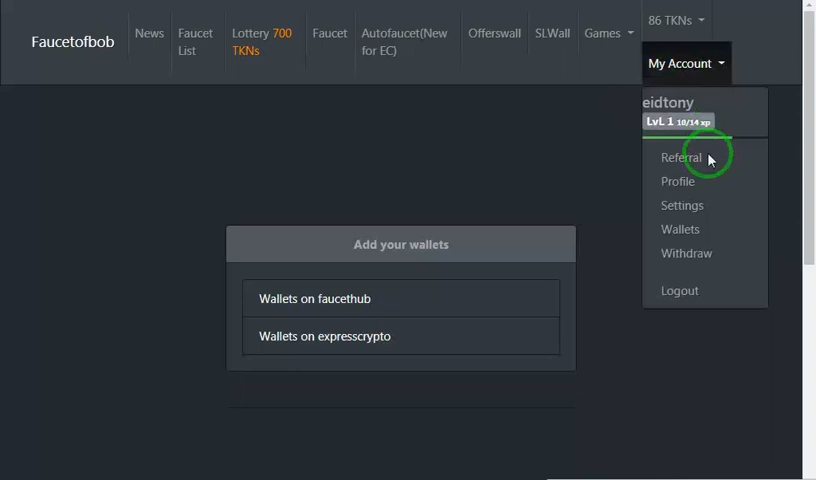 Faucetofbob
News
Faucet
List
Lottery 700
TKNs
Faucet
Autofaucet(New
for EC)
Offerswall
SLWall
Games
86 TKNs
My Account
eidtony
LvL 1 10/14 xp
Referral
Profile
Settings
Wallets
Withdraw
Logout
Add your wallets
Wallets on faucethub
Wallets on expresscrypto